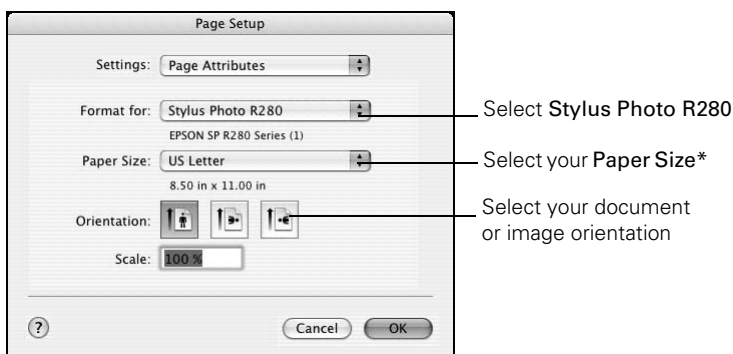 Page Setup
Settings: Page Attributes
Format for: Stylus Photo R280
EPSON SP R280 Series (1)
Paper Size: US Letter
8.50 in x 11.00 in
Orientation:
Scale: 100 %
? Cancel OK
Select Stylus Photo R280
Select your Paper Size*
Select your document
or image orientation